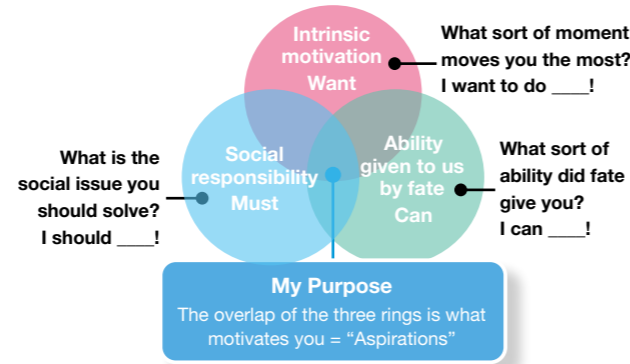 Intrinsic
motivation
Want
What sort of moment
moves you the most?
I want to do ____!
Social
responsibility
Must
What is the
social issue you
should solve?
I should ____!
Ability
given to us
by fate
Can
What sort of
ability did fate
give you?
I can ____!
My Purpose
The overlap of the three rings is what
motivates you = “Aspirations”